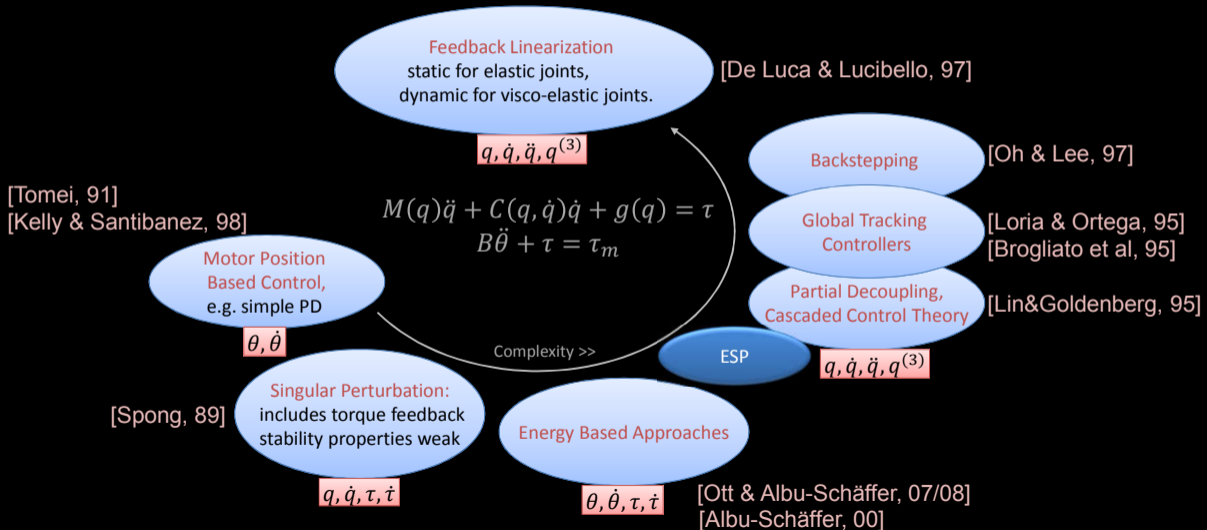 Feedback Linearization
static for elastic joints,
dynamic for visco-elastic joints.
[De Luca & Lucibello, 97]
q, q̇, q̈, q⁽³⁾
Backstepping
[Oh & Lee, 97]
[Tomei, 91]
[Kelly & Santibanez, 98]
M(q)q̈ + C(q, q̇)q̇ + g(q) = τ
Bθ̈ + τ = τₘ
Global Tracking
Controllers
[Loria & Ortega, 95]
[Brogliato et al, 95]
Motor Position
Based Control,
e.g. simple PD
θ, θ̇
Partial Decoupling,
Cascaded Control Theory
[Lin&Goldenberg, 95]
Complexity >>
ESP
q, q̇, q̈, q⁽³⁾
Singular Perturbation:
includes torque feedback
stability properties weak
[Spong, 89]
q, q̇, τ, τ̇
Energy Based Approaches
θ, θ̇, τ, τ̇
[Ott & Albu-Schäffer, 07/08]
[Albu-Schäffer, 00]